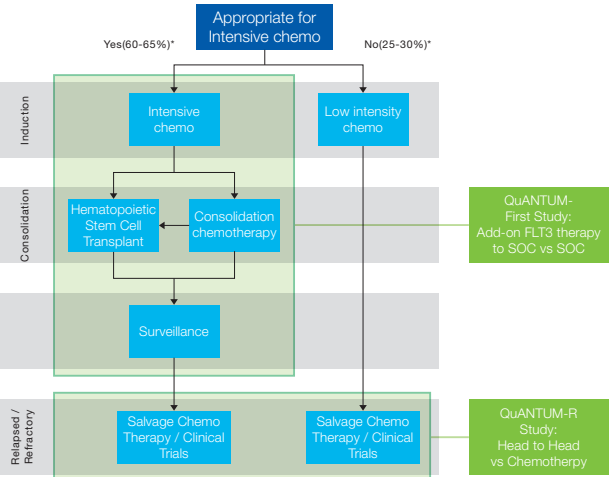 Appropriate for
Intensive chemo
Yes(60-65%)*
No(25-30%)*
Induction
Intensive
chemo
Low intensity
chemo
Consolidation
Hematopoietic
Stem Cell
Transplant
Consolidation
chemotherapy
QuANTUM-
First Study:
Add-on FLT3 therapy
to SOC vs SOC
Surveillance
Relapsed /
Refractory
Salvage Chemo
Therapy / Clinical
Trials
Salvage Chemo
Therapy / Clinical
Trials
QuANTUM-R
Study:
Head to Head
vs Chemotherpy